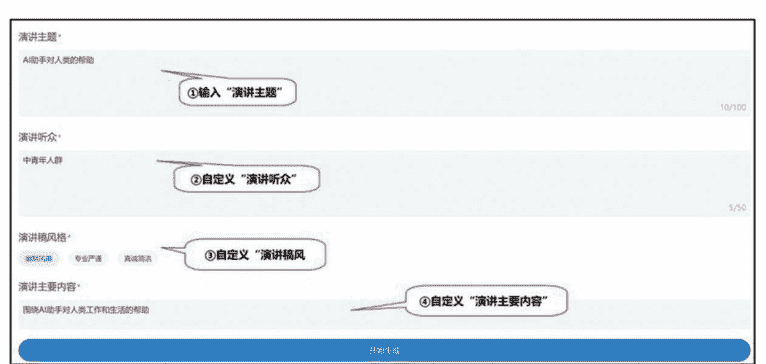 演讲主题*
AI助手对人类的帮助
①输入“演讲主题”
10/100
演讲听众*
中青年人群
②自定义“演讲听众”
5/50
演讲稿风格*
专业严谨
真诚简洁
③自定义“演讲稿风
演讲主要内容*
④自定义“演讲主要内容”
围绕AI助手对人类工作和生活的帮助